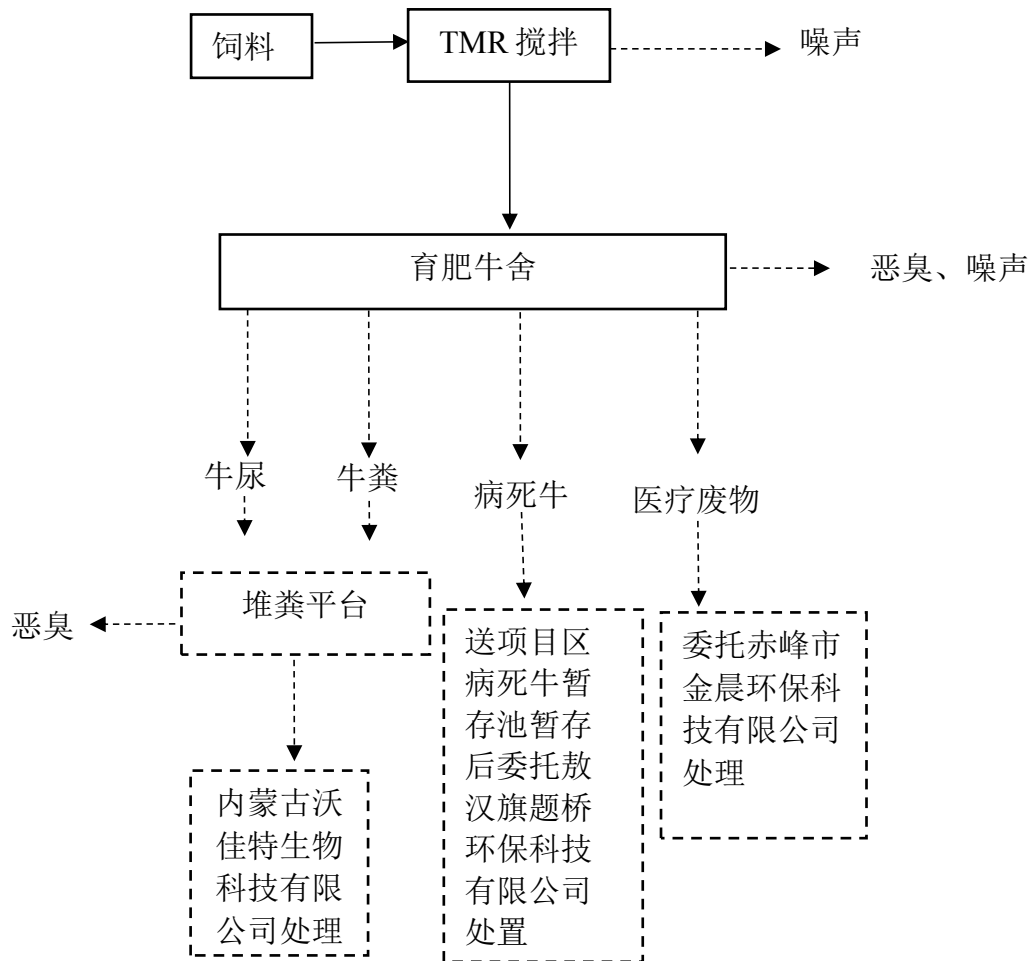 饲料
TMR 搅拌
噪声
育肥牛舍
恶臭、噪声
牛尿
牛粪
病死牛
医疗废物
恶臭
堆粪平台
送项目区
病死牛暂
存池暂存
后委托敖
汉旗题桥
环保科技
有限公司
处置
委托赤峰市
金晨环保科
技有限公司
处理
内蒙古沃
佳特生物
科技有限
公司处理